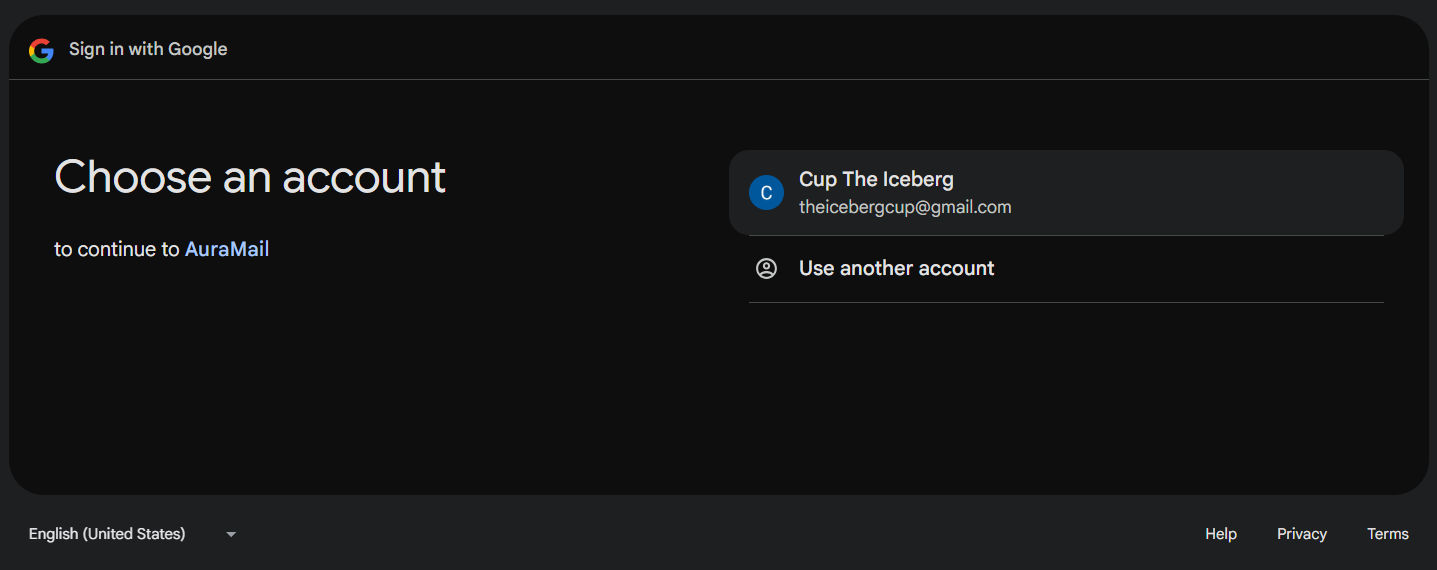 Sign in with Google
Choose an account
to continue to AuraMail
C
Cup The Iceberg
theicebergcup@gmail.com
Use another account
English (United States)
Help
Privacy
Terms